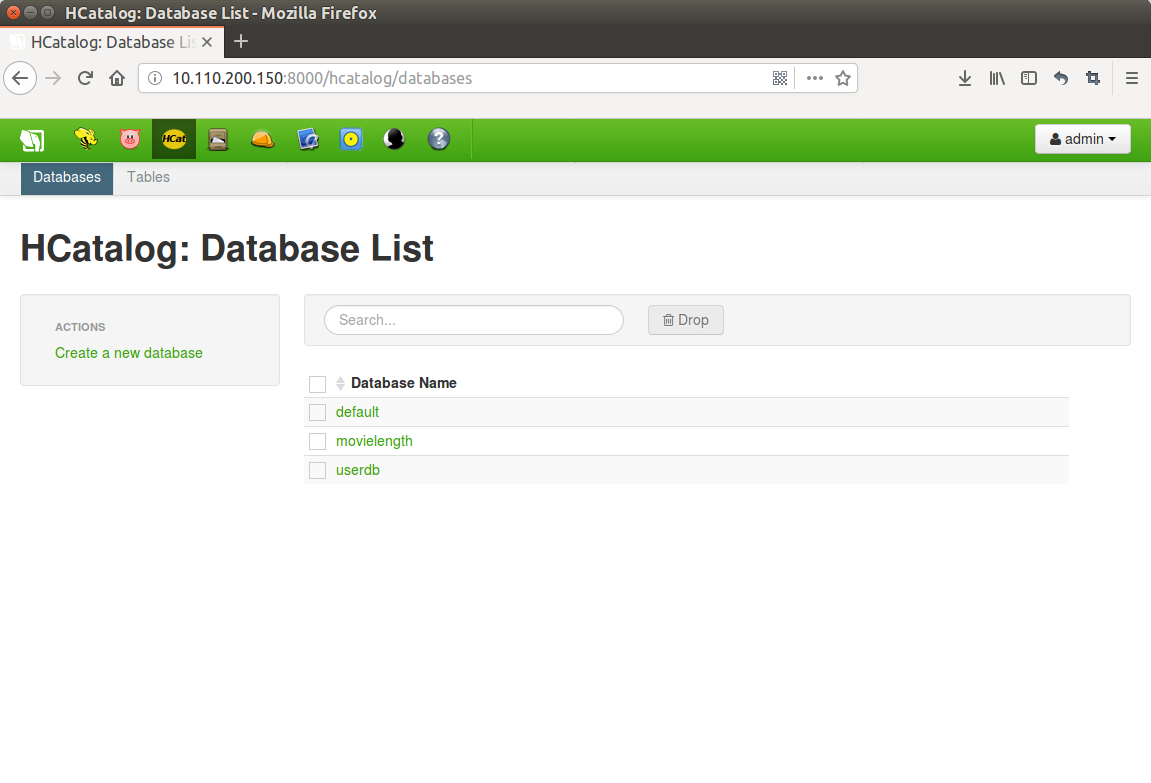 HCatalog: Database List - Mozilla Firefox
HCatalog: Database Lis
10.110.200.150:8000/hcatalog/databases
HCat
admin
Databases Tables
HCatalog: Database List
ACTIONS
Create a new database
Search...
Drop
Database Name
default
movielength
userdb